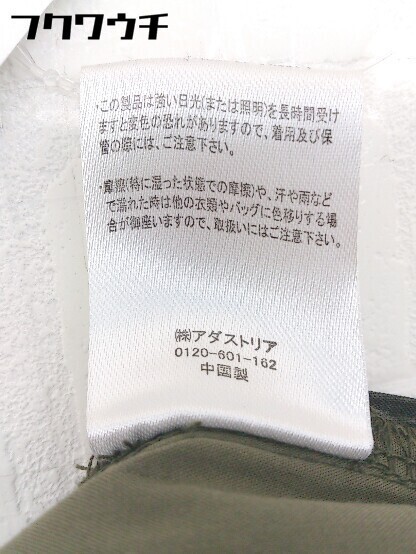 フクワウチ
・この製品は強い日光(または照明)を長時間受け
ますと変色の恐れがありますので、着用及び保
管の際には、ご注意下さい。
・摩擦(特に湿った状態での摩擦)や、汗や雨など
で濡れた時は他の衣類やバッグに色移りする場
合が御座いますので、取扱いにはご注意下さい。
㈱アダストリア
0120-601-162
中国製